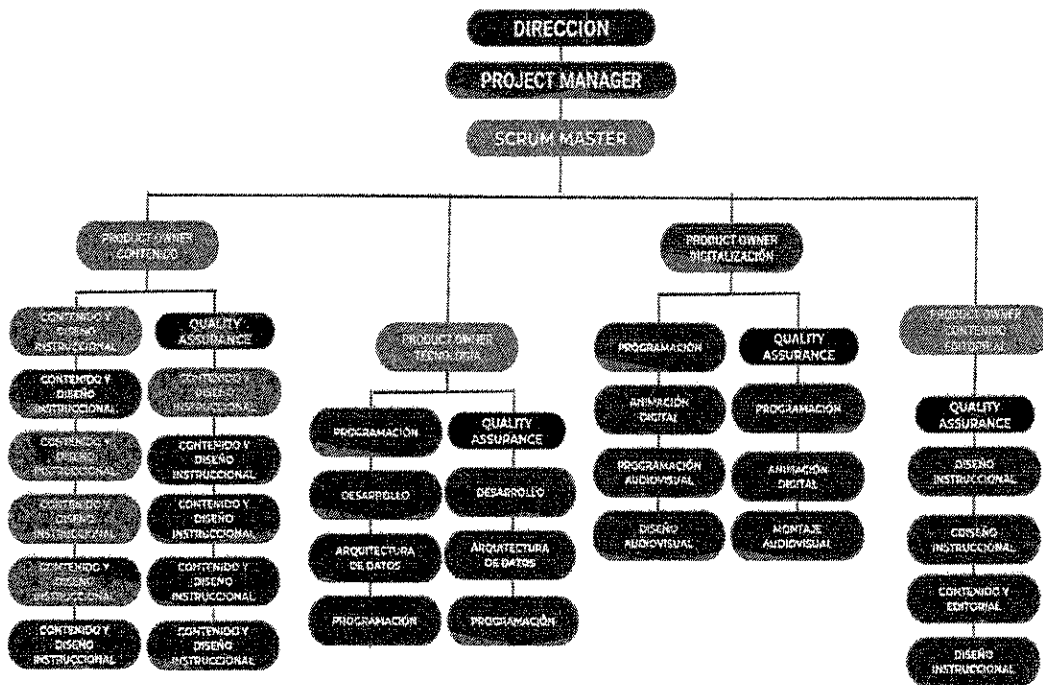 DIRECCION
PROJECT MANAGER
SCRUM MASTER
PRODUCT OWNER
CONTENIDO
CONTENIDO Y
DISEÑO
INSTRUCCIONAL
CONTENIDO Y
DISEÑO
INSTRUCCIONAL
CONTENIDO Y
DISEÑO
INSTRUCCIONAL
CONTENIDO Y
DISEÑO
INSTRUCCIONAL
CONTENIDO Y
DISEÑO
INSTRUCCIONAL
CONTENIDO Y
DISEÑO
INSTRUCCIONAL
QUALITY
ASSURANCE
CONTENIDO Y
DISEÑO
INSTRUCCIONAL
CONTENIDO Y
DISEÑO
INSTRUCCIONAL
CONTENIDO Y
DISEÑO
INSTRUCCIONAL
CONTENIDO Y
DISEÑO
INSTRUCCIONAL
CONTENIDO Y
DISEÑO
INSTRUCCIONAL
PRODUCT OWNER
TECNOLOGIA
PROGRAMACIÓN
DESARROLLO
ARQUITECTURA
DE DATOS
PROGRAMACIÓN
QUALITY
ASSURANCE
DESARROLLO
ARQUITECTURA
DE DATOS
PROGRAMACIÓN
PRODUCT OWNER
DIGITALIZACIÓN
PROGRAMACIÓN
ANIMACIÓN
DIGITAL
PROGRAMACIÓN
AUDIOVISUAL
DISEÑO
AUDIOVISUAL
QUALITY
ASSURANCE
PROGRAMACIÓN
ANIMACIÓN
DIGITAL
MONTAJE
AUDIOVISUAL
PRODUCT OWNER
CONTENIDO
EDITORIAL
QUALITY
ASSURANCE
DISEÑO
INSTRUCCIONAL
DISEÑO
INSTRUCCIONAL
CONTENIDO Y
EDITORIAL
DISEÑO
INSTRUCCIONAL